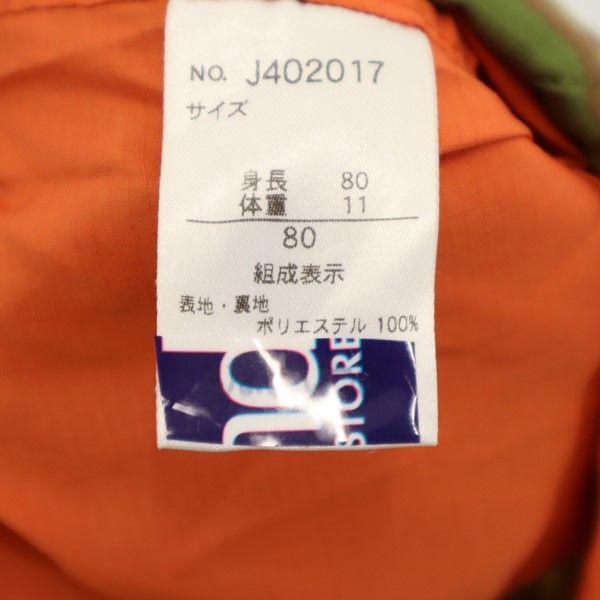 NO. J402017
サイズ
身長 80
体重 11
80
組成表示
表地・裏地
ポリエステル 100%
nd
STORE